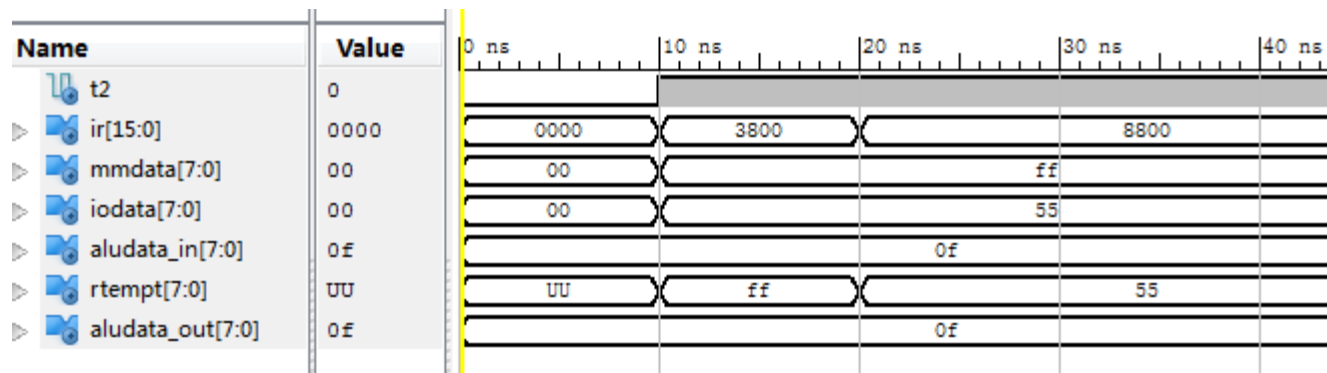 Name Value 0 ns 10 ns 20 ns 30 ns 40 ns
t2 0
ir[15:0] 0000 0000 3800 8800
mmdata[7:0] 00 00 ff
iodata[7:0] 00 00 55
aludata_in[7:0] 0f 0f
rtempt[7:0] UU UU ff 55
aludata_out[7:0] 0f 0f